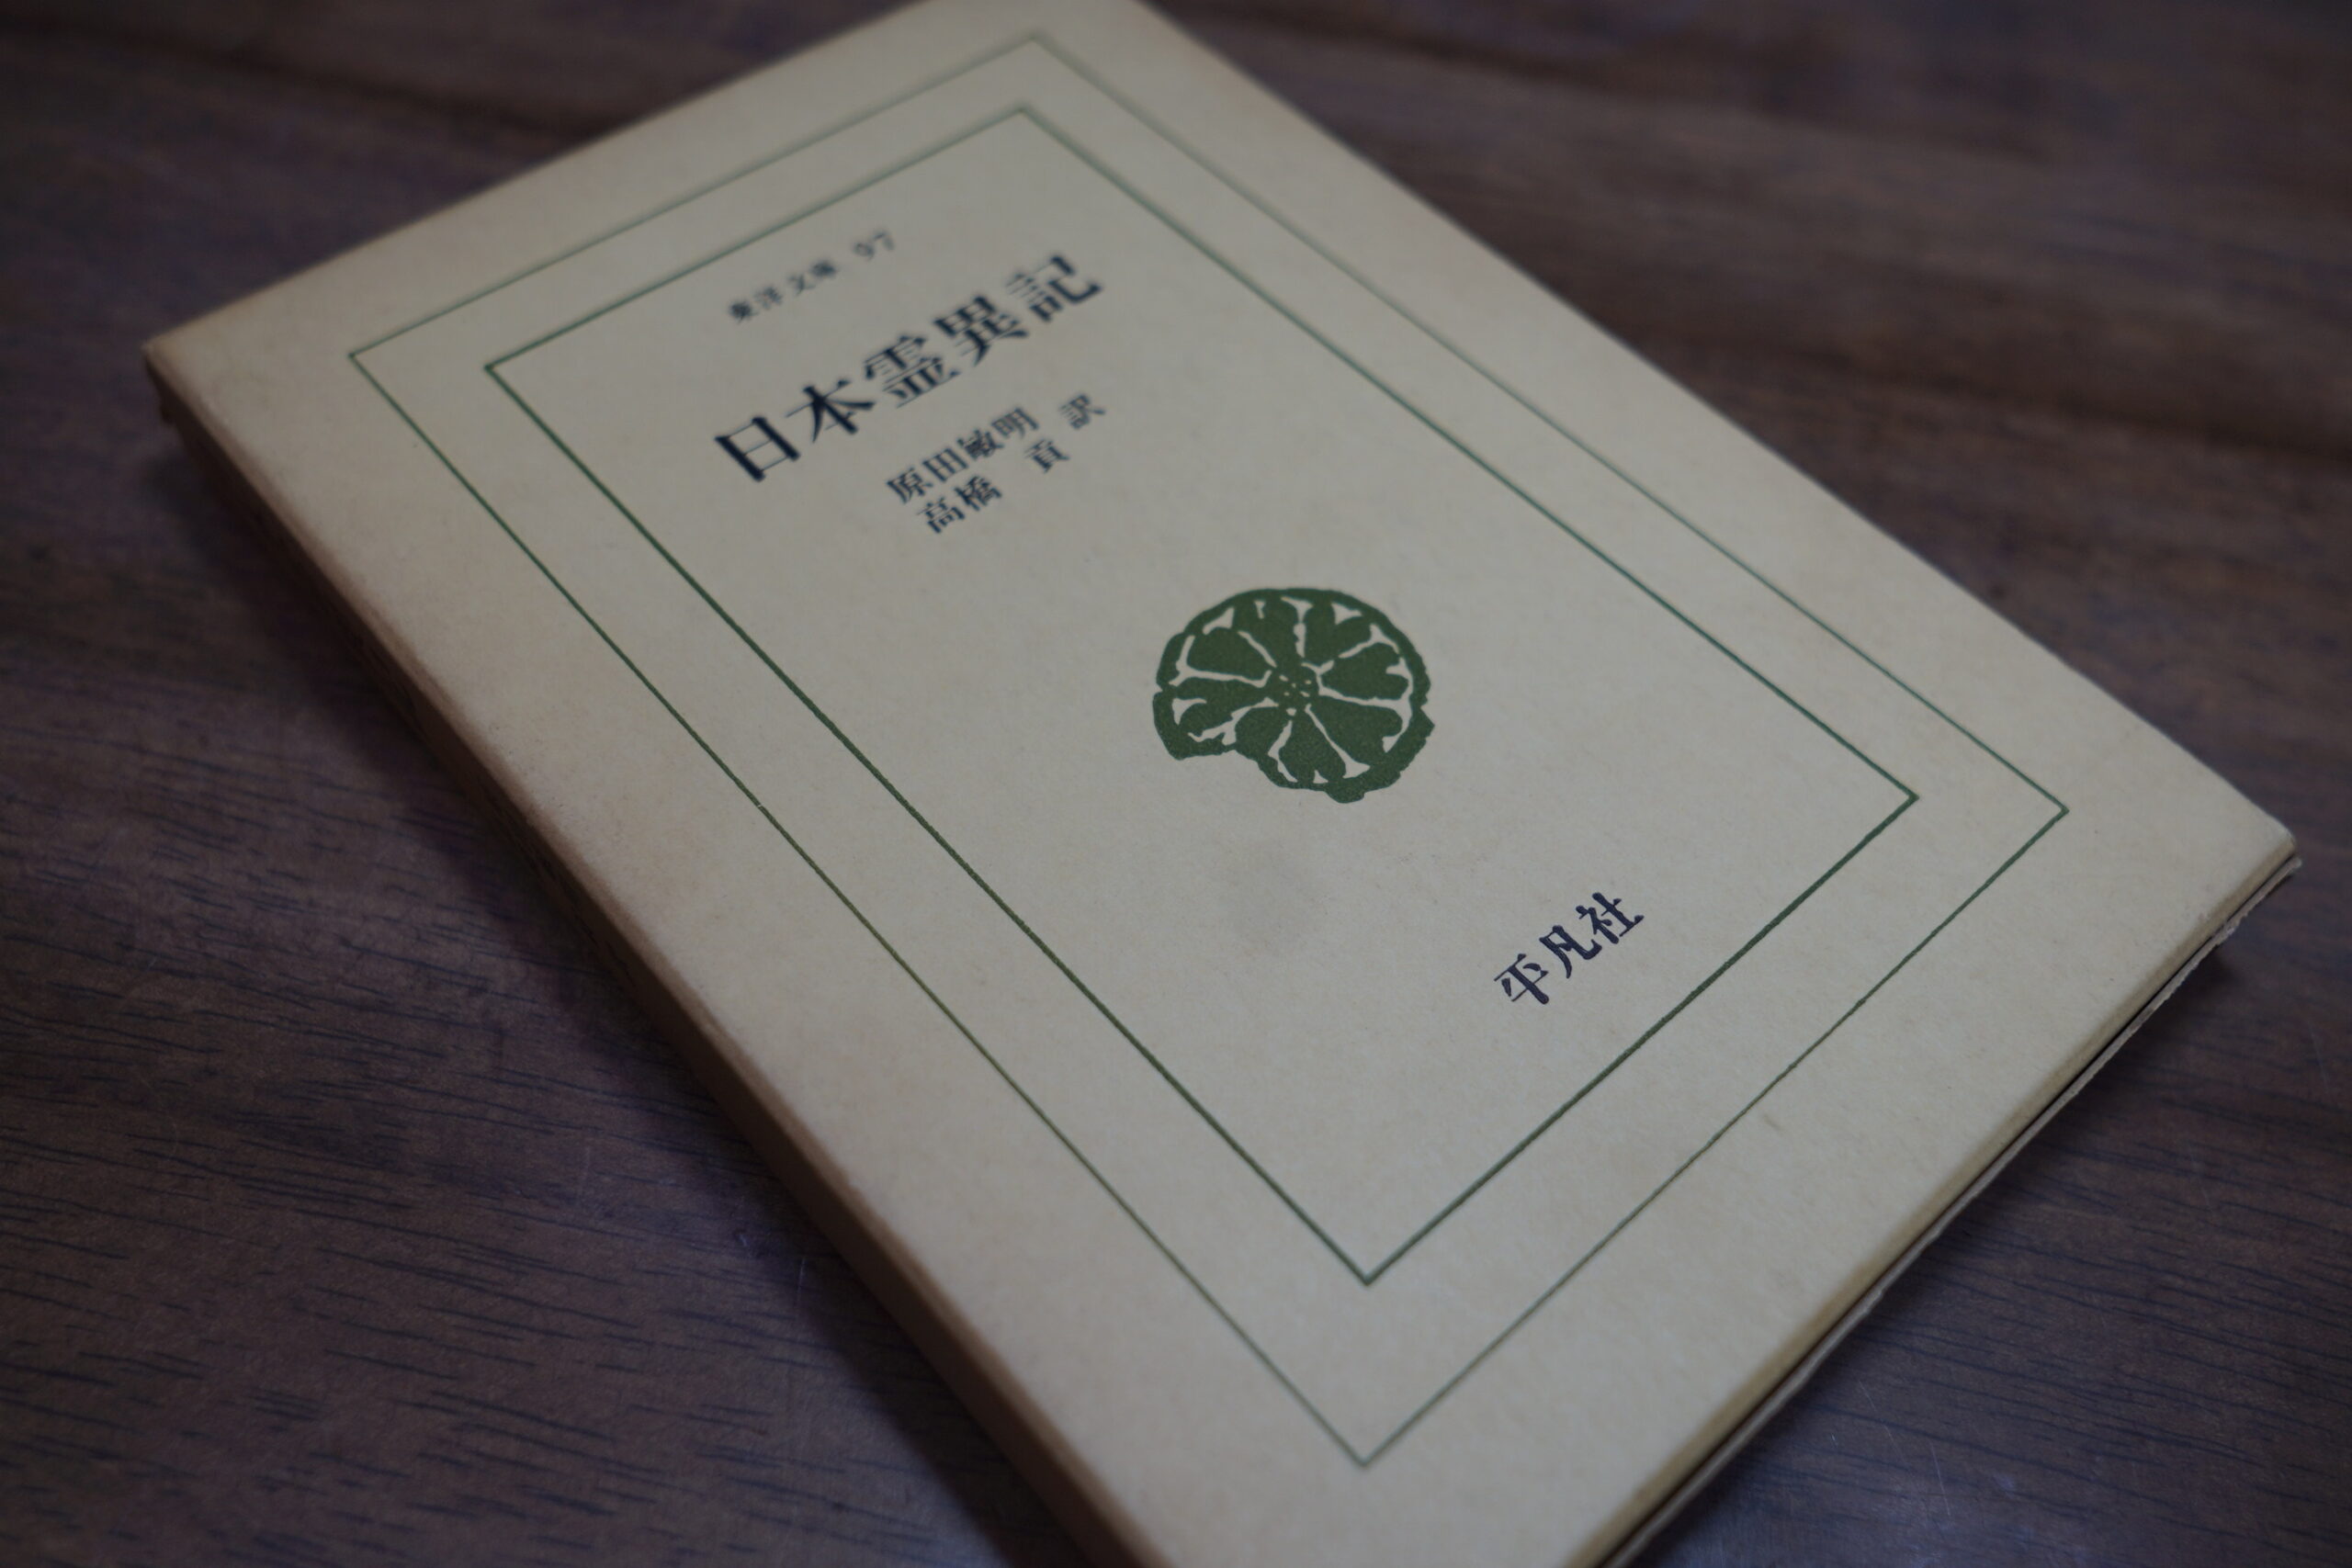 東洋文庫 97
日本霊異記
原田敏明 訳
高橋 貢
平凡社